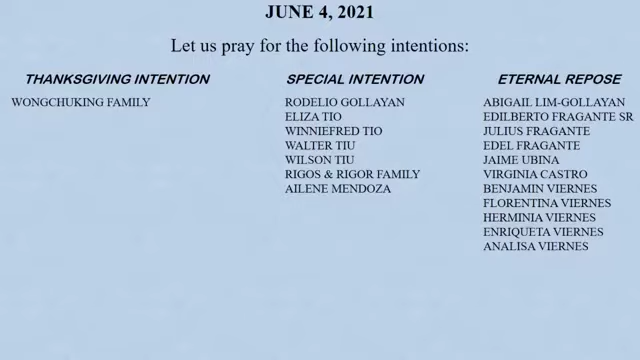 JUNE 4, 2021
Let us pray for the following intentions:
THANKSGIVING INTENTION
WONGCHUKING FAMILY
SPECIAL INTENTION
RODELIO GOLLAYAN
ELIZA TIO
WINNIEFRED TIO
WALTER TIU
WILSON TIU
RIGOS & RIGOR FAMILY
AILENE MENDOZA
ETERNAL REPOSE
ABIGAIL LIM-GOLLAYAN
EDILBERTO FRAGANTE SR
JULIUS FRAGANTE
EDEL FRAGANTE
JAIME UBINA
VIRGINIA CASTRO
BENJAMIN VIERNES
FLORENTINA VIERNES
HERMINIA VIERNES
ENRIQUETA VIERNES
ANALISA VIERNES